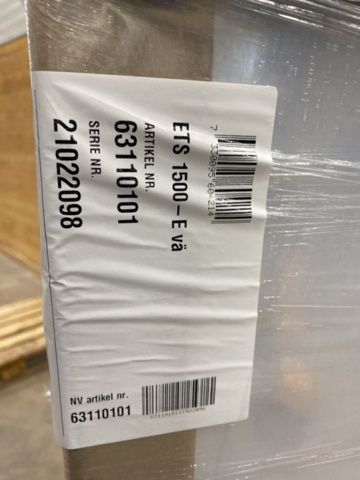 ETS 1500-E vä
ARTIKEL NR.
63110101
SERIE NR.
21022098
NV artikel nr.
63110101